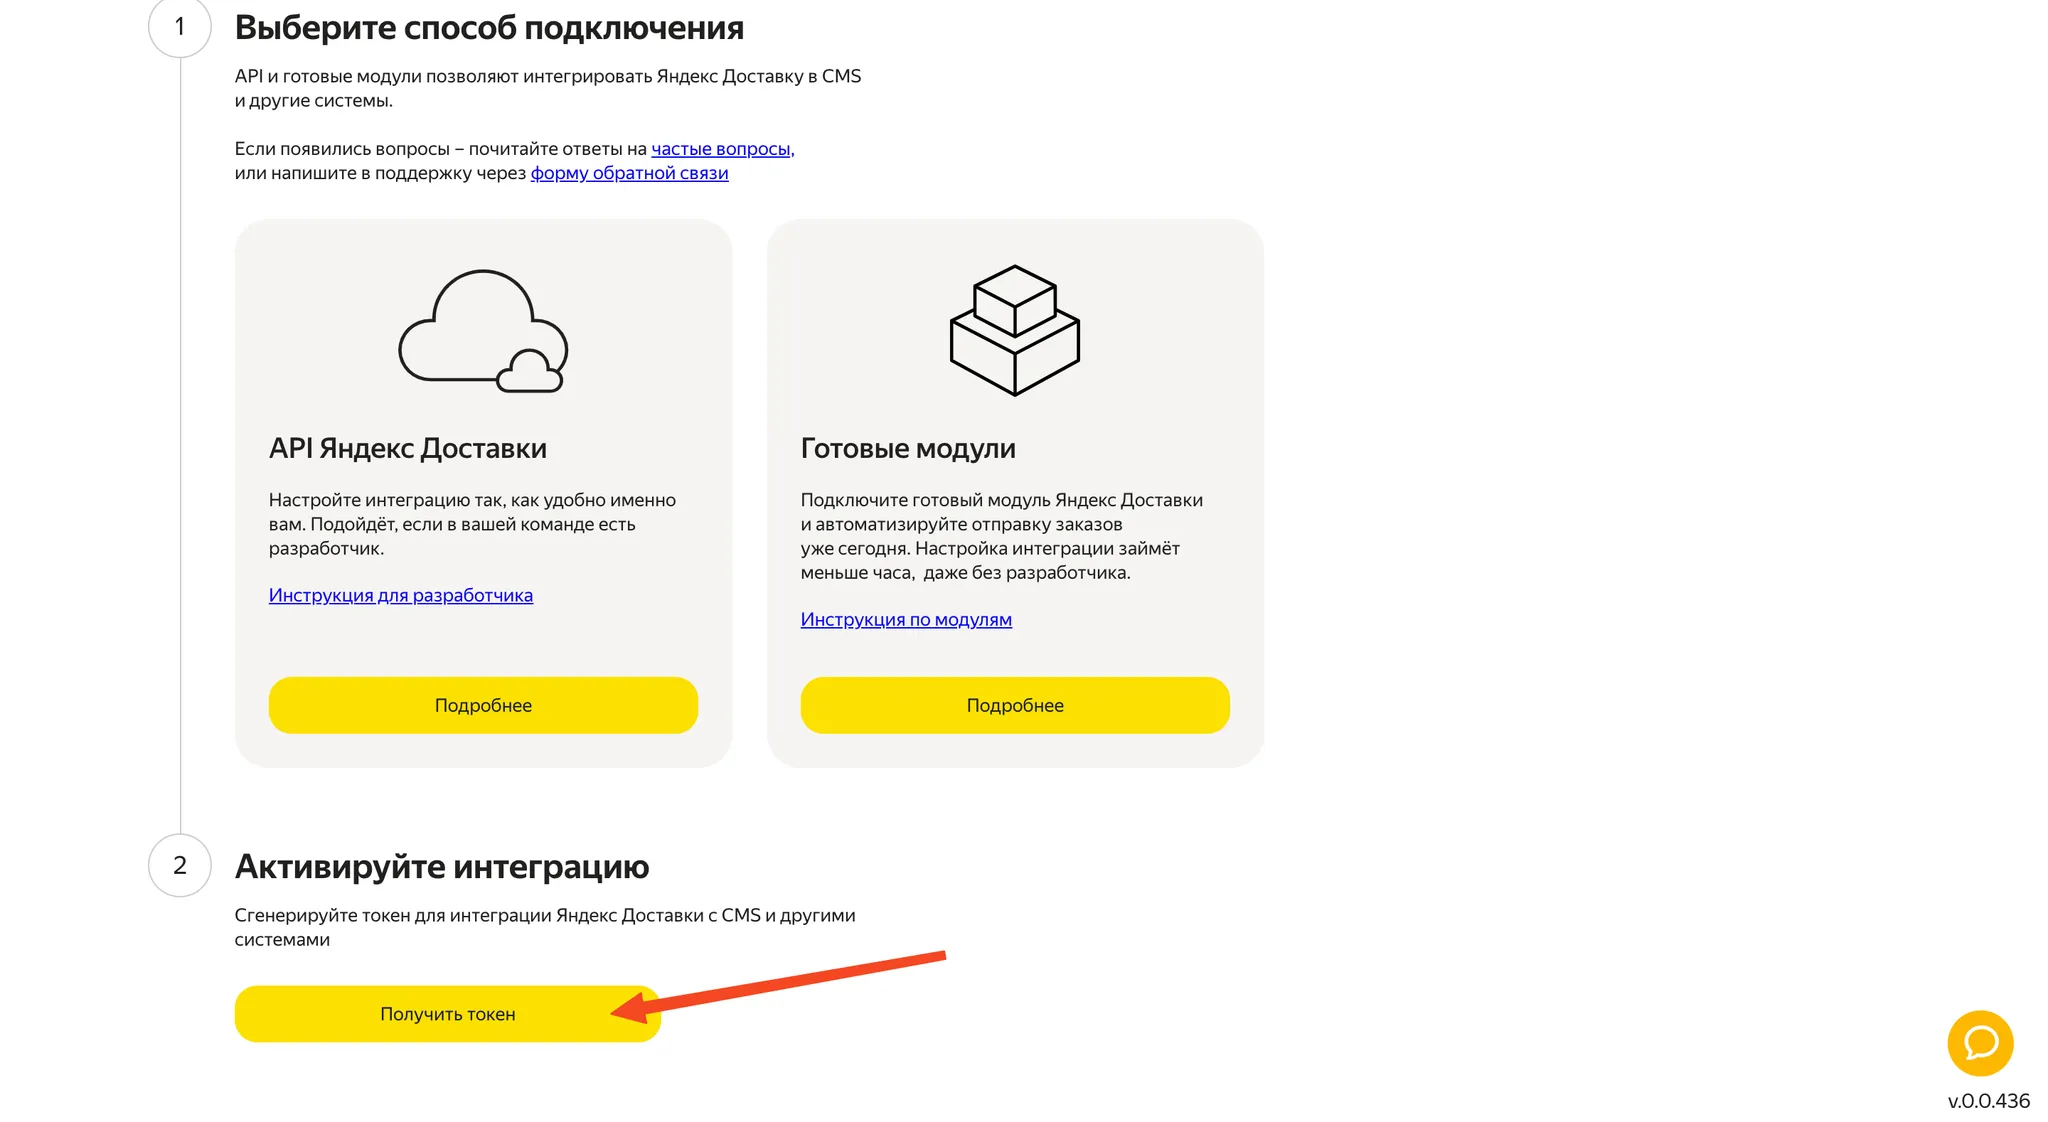 1
Выберите способ подключения
API и готовые модули позволяют интегрировать Яндекс Доставку в CMS
и другие системы.
Если появились вопросы – почитайте ответы на частые вопросы,
или напишите в поддержку через форму обратной связи
API Яндекс Доставки
Настройте интеграцию так, как удобно именно
вам. Подойдёт, если в вашей команде есть
разработчик.
Инструкция для разработчика
Подробнее
Готовые модули
Подключите готовый модуль Яндекс Доставки
и автоматизируйте отправку заказов
уже сегодня. Настройка интеграции займёт
меньше часа, даже без разработчика.
Инструкция по модулям
Подробнее
2
Активируйте интеграцию
Сгенерируйте токен для интеграции Яндекс Доставки с CMS и другими
системами
Получить токен
v.0.0.436